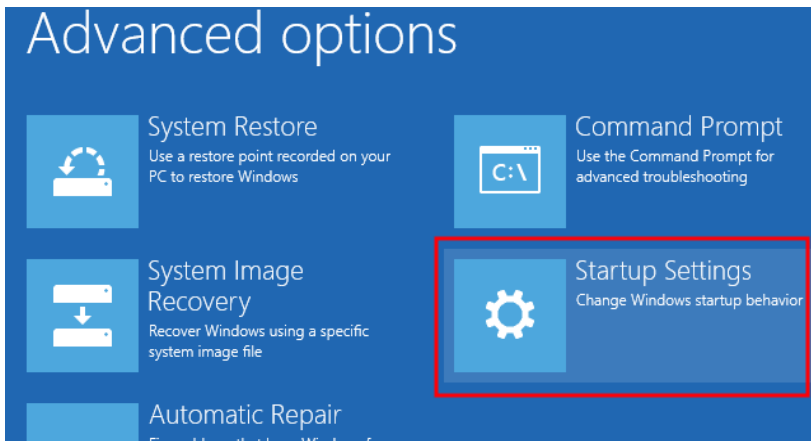 Advanced options
System Restore
Use a restore point recorded on your
PC to restore Windows
Command Prompt
Use the Command Prompt for
advanced troubleshooting
C:\
System Image
Recovery
Recover Windows using a specific
system image file
Startup Settings
Change Windows startup behavior
Automatic Repair